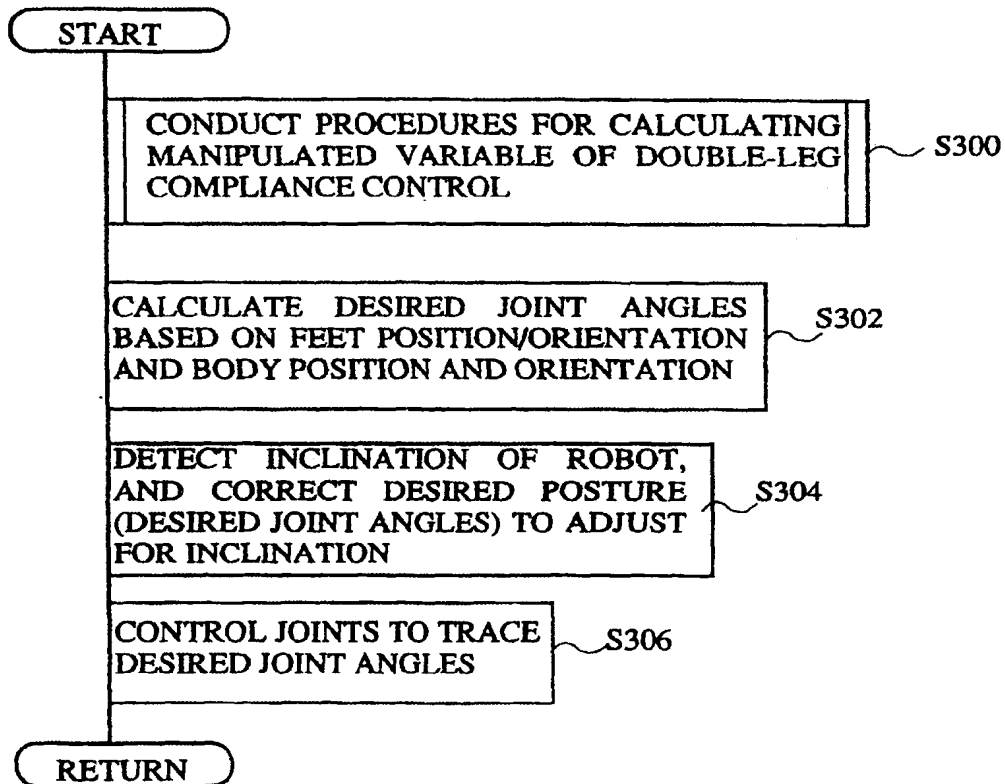 START
CONDUCT PROCEDURES FOR CALCULATING
MANIPULATED VARIABLE OF DOUBLE-LEG
COMPLIANCE CONTROL
S300
CALCULATE DESIRED JOINT ANGLES
BASED ON FEET POSITION/ORIENTATION
AND BODY POSITION AND ORIENTATION
S302
DETECT INCLINATION OF ROBOT,
AND CORRECT DESIRED POSTURE
(DESIRED JOINT ANGLES) TO ADJUST
FOR INCLINATION
S304
CONTROL JOINTS TO TRACE
DESIRED JOINT ANGLES
S306
RETURN